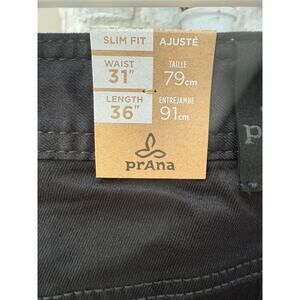 SLIM FIT AJUSTÉ
WAIST TAILLE
31" 79cm
LENGTH ENTREJAMBE
36" 91cm
prAna
p